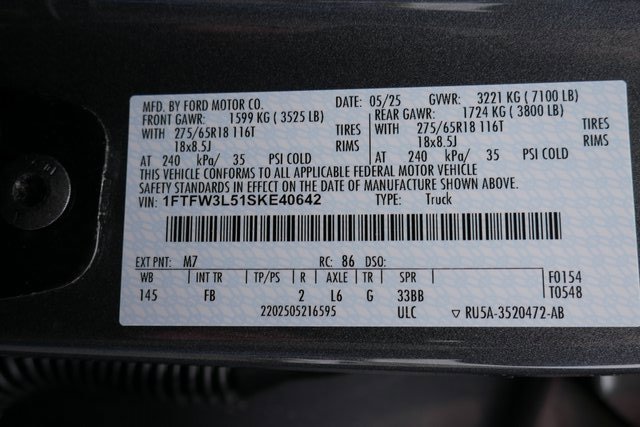 MFD. BY FORD MOTOR CO. DATE: 05/25 GVWR: 3221 KG ( 7100 LB)
FRONT GAWR: 1599 KG ( 3525 LB) REAR GAWR: 1724 KG ( 3800 LB)
WITH 275/65R18 116T TIRES WITH 275/65R18 116T TIRES
18x8.5J RIMS 18x8.5J RIMS
AT 240 kPa/ 35 PSI COLD AT 240 kPa/ 35 PSI COLD
THIS VEHICLE CONFORMS TO ALL APPLICABLE FEDERAL MOTOR VEHICLE
SAFETY STANDARDS IN EFFECT ON THE DATE OF MANUFACTURE SHOWN ABOVE.
VIN: 1FTFW3L51SKE40642 TYPE: Truck
EXT PNT: M7 RC: 86 DSO:
WB INT TR TP/PS R AXLE TR SPR F0154
145 FB 2 L6 G 33BB T0548
2202505216595 ULC ▽ RU5A-3520472-AB